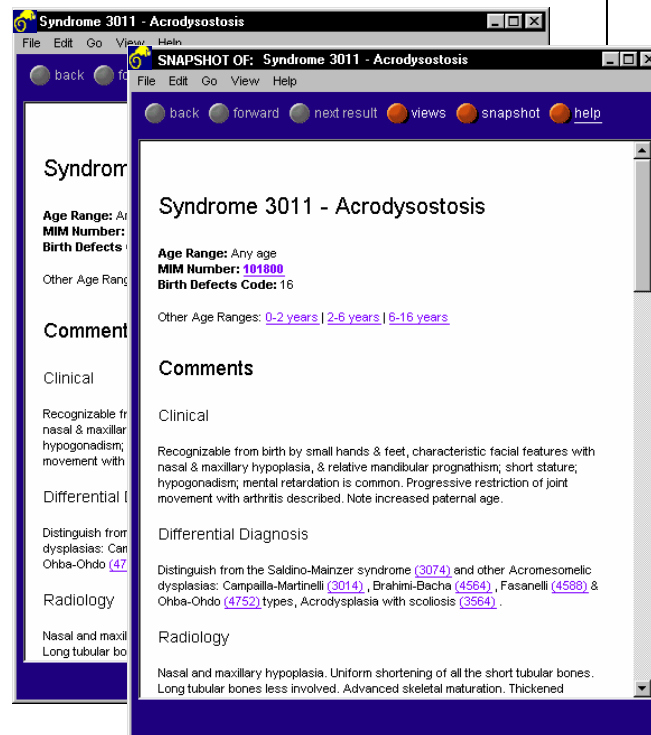 Syndrome 3011 - Acrodysostosis
File Edit Go View Help
back
Syndrom
Age Range:
MIM Number:
Birth Defects
Other Age Rang
Comment
Clinical
Recognizable fr
nasal & maxillar
hypogonadism;
movement with
Differential
Distinguish from
dysplasias: Cam
Ohba-Ohdo (47
Radiology
Nasal and maxil
Long tubular bo
SNAPSHOT OF: Syndrome 3011 - Acrodysostosis
File Edit Go View Help
back forward next result views snapshot help
Syndrome 3011 - Acrodysostosis
Age Range: Any age
MIM Number: 101800
Birth Defects Code: 16
Other Age Ranges: 0-2 years | 2-6 years | 6-16 years
Comments
Clinical
Recognizable from birth by small hands & feet, characteristic facial features with
nasal & maxillary hypoplasia, & relative mandibular prognathism; short stature;
hypogonadism; mental retardation is common. Progressive restriction of joint
movement with arthritis described. Note increased paternal age.
Differential Diagnosis
Distinguish from the Saldino-Mainzer syndrome (3074) and other Acromesomelic
dysplasias: Campailla-Martinelli (3014) , Brahimi-Bacha (4564) , Fasanelli (4588) &
Ohba-Ohdo (4752) types, Acrodysplasia with scoliosis (3564) .
Radiology
Nasal and maxillary hypoplasia. Uniform shortening of all the short tubular bones.
Long tubular bones less involved. Advanced skeletal maturation. Thickened